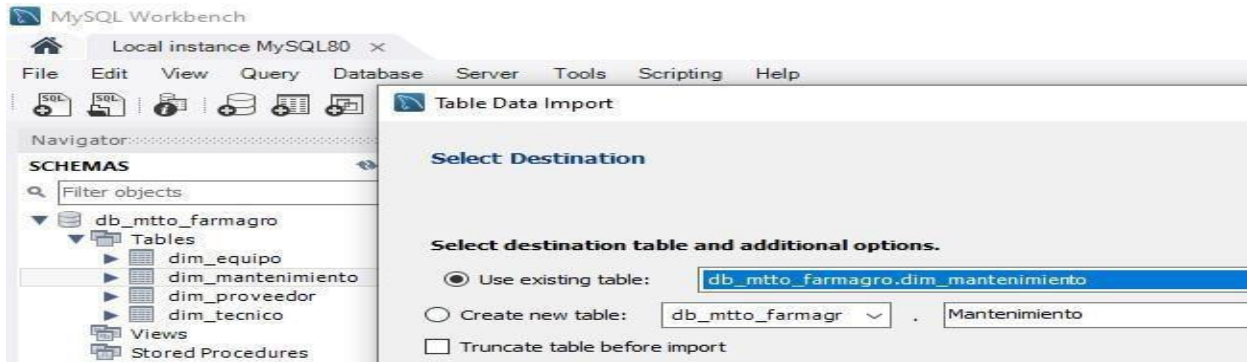 MySQL Workbench
Local instance MySQL80 ×
File Edit View Query Database Server Tools Scripting Help
SQL SQL
Table Data Import
Navigator
SCHEMAS
Filter objects
db_mtto_farmagro
Tables
dim_equipo
dim_mantenimiento
dim_proveedor
dim_tecnico
Views
Stored Procedures
Select Destination
Select destination table and additional options.
Use existing table: db_mtto_farmagro.dim_mantenimiento
Create new table: db_mtto_farmagr . Mantenimiento
Truncate table before import